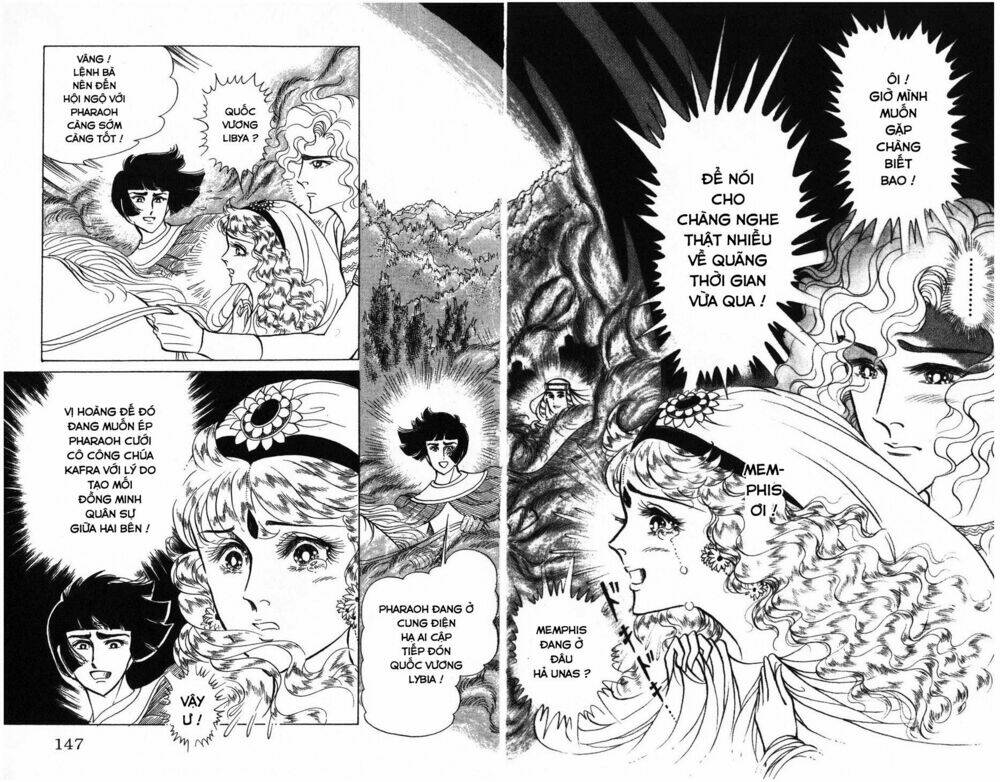 ÔI !
GIỜ MÌNH
MUỐN
GẶP
CHÀNG
BIẾT
BAO !
ĐỂ NÓI
CHO
CHÀNG NGHE
THẬT NHIỀU
VỀ QUÃNG
THỜI GIAN
VỪA QUA !
..........
MEM-
PHIS
ƠI !
MEMPHIS
ĐANG Ở
ĐÂU
HẢ UNAS ?
PHARAOH ĐANG Ở
CUNG ĐIỆN
HẠ AI CẬP
TIẾP ĐÓN
QUỐC VƯƠNG
LYBIA !
QUỐC
VƯƠNG
LIBYA ?
VÂNG !
LỆNH BÀ
NÊN ĐẾN
HỘI NGỘ VỚI
PHARAOH
CÀNG SỚM
CÀNG TỐT !
VỊ HOÀNG ĐẾ ĐÓ
ĐANG MUỐN ÉP
PHARAOH CƯỚI
CÔ CÔNG CHÚA
KAFRA VỚI LÝ DO
TẠO MỐI
ĐỒNG MINH
QUÂN SỰ
GIỮA HAI BÊN !
VẬY
Ư !
147